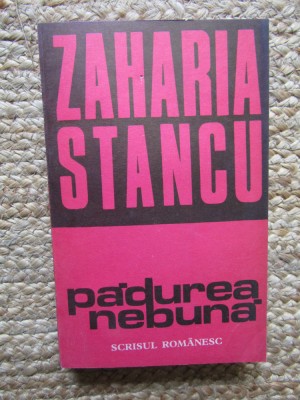 ZAHARIA
STANCU
pădurea
nebună
SCRISUL ROMÂNESC